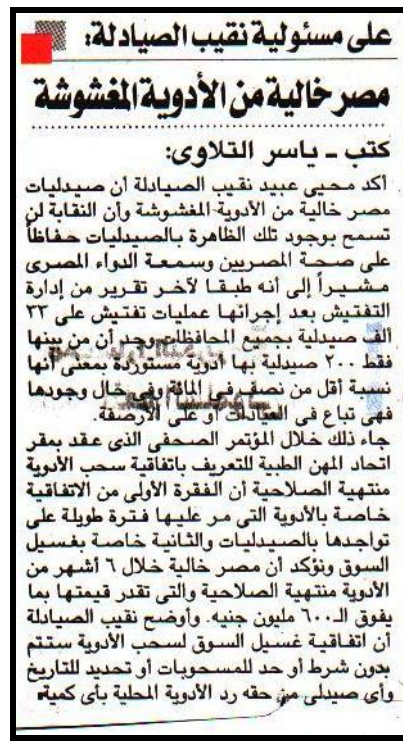 على مسئولية نقيب الصيادلة:
مصر خالية من الأدوية المغشوشة
كتب ـ ياسر التلاوى:
أكد محيى عبيد نقيب الصيادلة أن صيدليات
مصر خالية من الأدوية المغشوشة وأن النقابة لن
تسمح بوجود تلك الظاهرة بالصيدليات حفاظاً
على صحة المصريين وسمعة الدواء المصرى
مشيراً إلى أنه طبقا لآخر تقرير من إدارة
التفتيش بعد إجرائها عمليات تفتيش على ٣٣
ألف صيدلية بجميع المحافظات وجد أن من بينها
فقط ٢٠٠ صيدلية بها أدوية مستوردة بمعنى أنها
نسبة أقل من نصف فى المائة وفى حال وجودها
فهى تباع فى العيادات أو على الأرصفة.
جاء ذلك خلال المؤتمر الصحفى الذى عقد بمقر
اتحاد المهن الطبية للتعريف باتفاقية سحب الأدوية
منتهية الصلاحية أن الفقرة الأولى من الاتفاقية
خاصة بالأدوية التى مر عليها فترة طويلة على
تواجدها بالصيدليات والثانية خاصة بغسيل
السوق ونؤكد أن مصر خالية خلال ٦ أشهر من
الأدوية منتهية الصلاحية والتى تقدر قيمتها بما
يفوق الـ٦٠٠ مليون جنيه. وأوضح نقيب الصيادلة
أن اتفاقية غسيل السوق لسحب الأدوية ستتم
بدون شرط أو حد للمسحوبات أو تحديد للتاريخ
وأى صيدلى من حقه رد الأدوية المحلية بأى كمية.